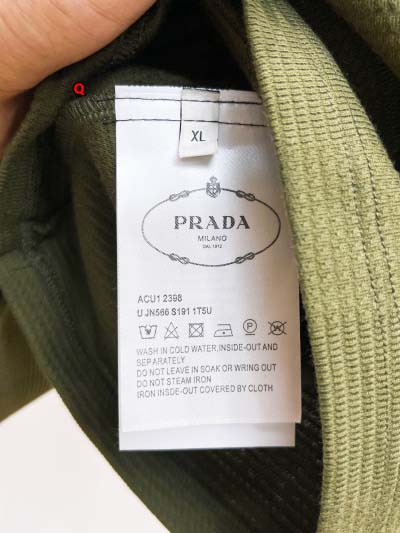 Q
XL
PRADA
MILANO
DAL 1913
ACU1 2398
U JN566 S191 1T5U
WASH IN COLD WATER, INSIDE-OUT AND
SEPARATELY
DO NOT LEAVE IN SOAK OR WRING OUT
DO NOT STEAM IRON
IRON INSDE-OUT COVERED BY CLOTH